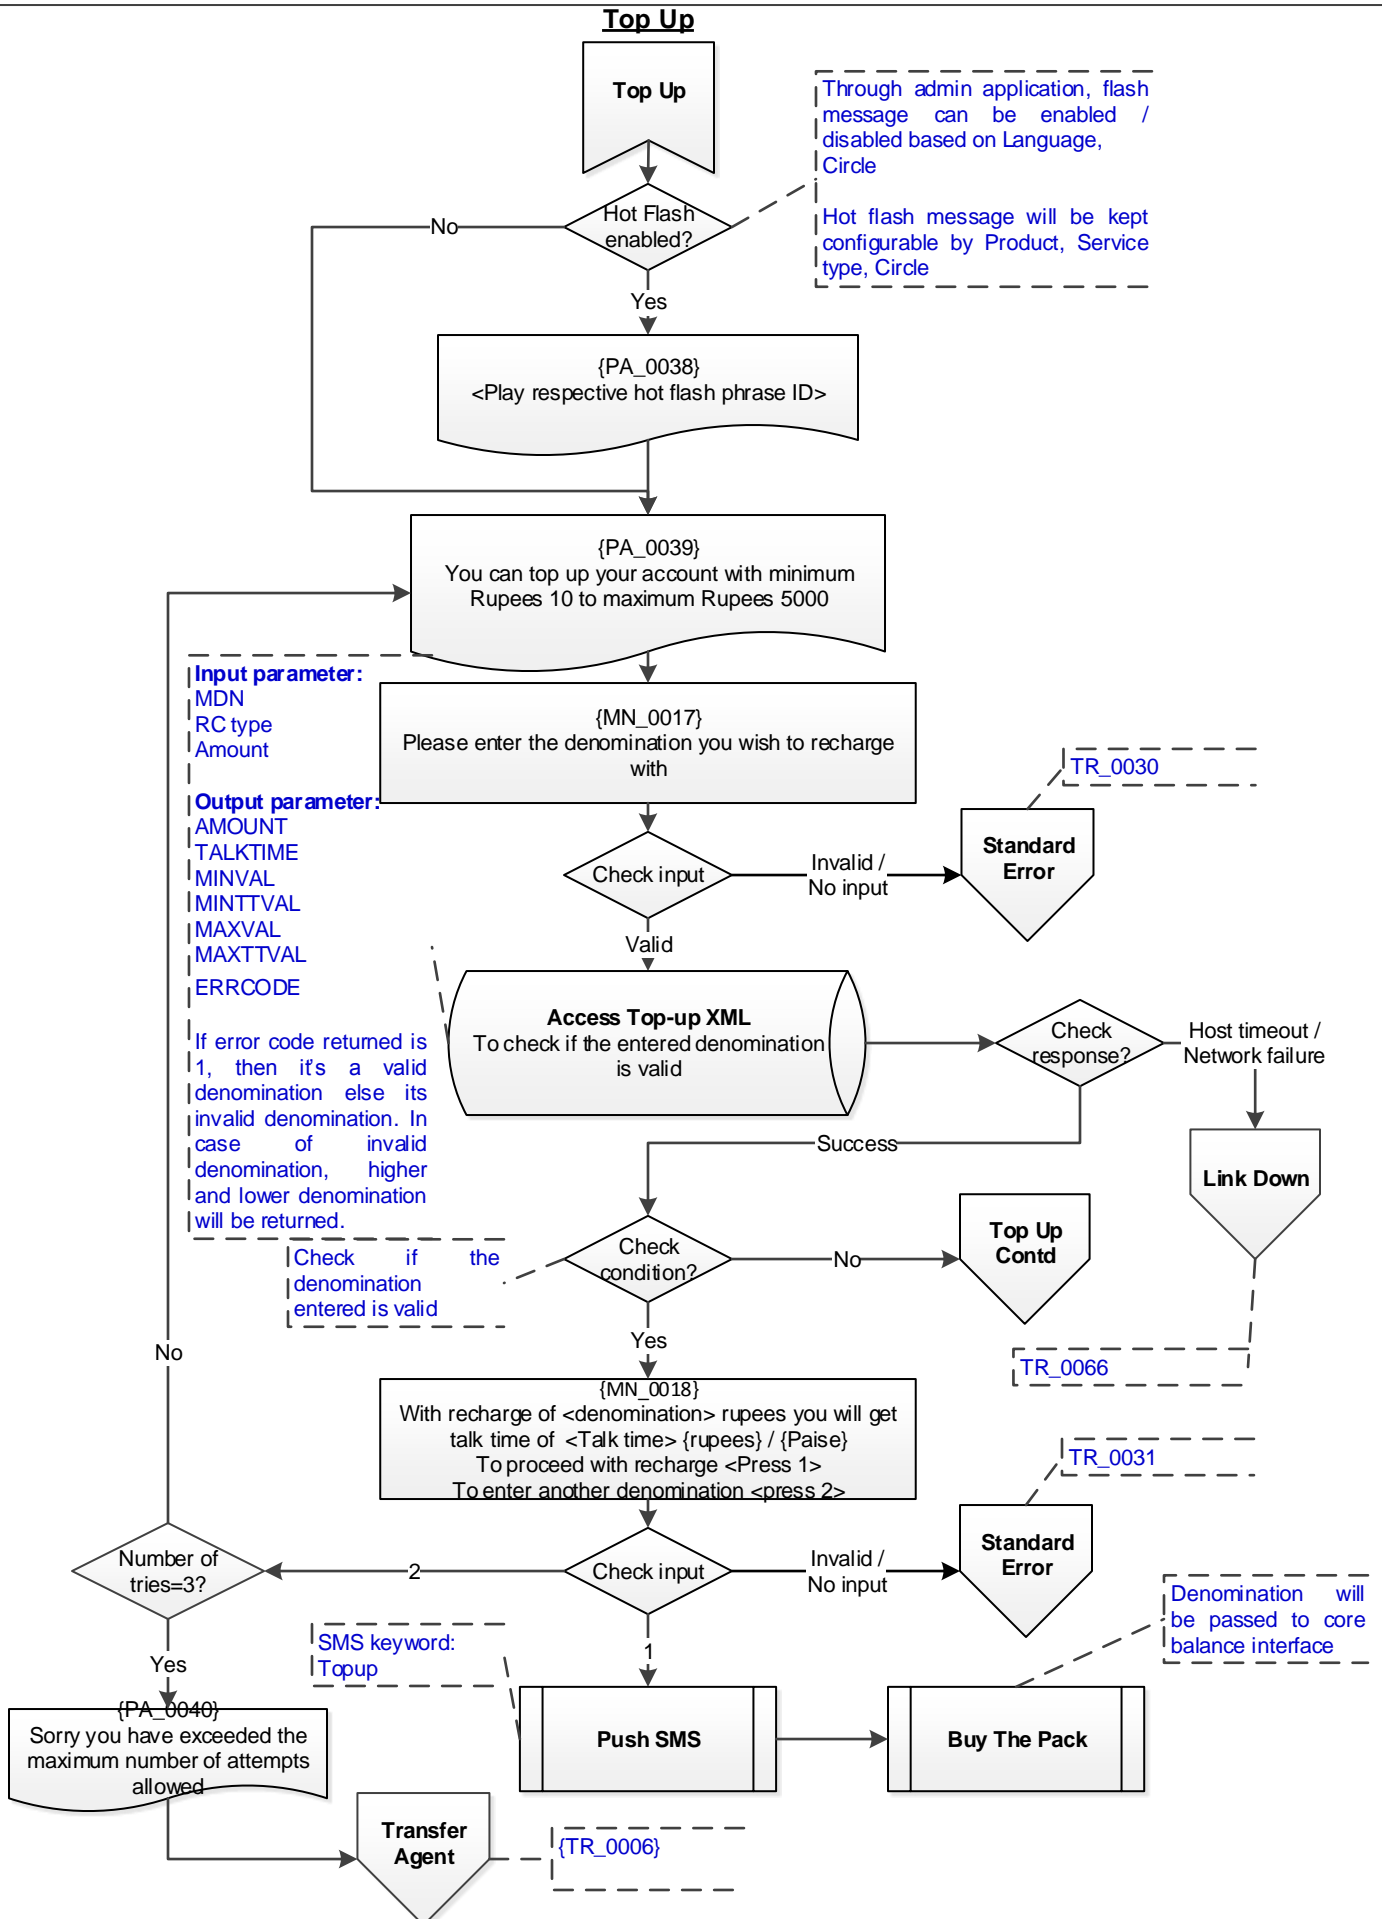 Top Up
Top Up
Through admin application, flash
message can be enabled /
disabled based on Language,
Circle
Hot flash message will be kept
configurable by Product, Service
type, Circle
Hot Flash
enabled?
No
Yes
{PA_0038}
<Play respective hot flash phrase ID>
{PA_0039}
You can top up your account with minimum
Rupees 10 to maximum Rupees 5000
Input parameter:
MDN
RC type
Amount
Output parameter:
AMOUNT
TALKTIME
MINVAL
MINTTVAL
MAXVAL
MAXTTVAL
ERRCODE
If error code returned is
1, then it's a valid
denomination else its
invalid denomination. In
case of invalid
denomination, higher
and lower denomination
will be returned.
{MN_0017}
Please enter the denomination you wish to recharge
with
TR_0030
Standard
Error
Check input
Invalid /
No input
Valid
Access Top-up XML
To check if the entered denomination
is valid
Check
response?
Host timeout /
Network failure
Success
Link Down
Check
condition?
No
Top Up
Contd
Check if the
denomination
entered is valid
Yes
TR_0066
No
{MN_0018}
With recharge of <denomination> rupees you will get
talk time of <Talk time> {rupees} / {Paise}
To proceed with recharge <Press 1>
To enter another denomination <press 2>
TR_0031
Standard
Error
Number of
tries=3?
2
Check input
Invalid /
No input
Denomination will
be passed to core
balance interface
SMS keyword:
Topup
1
Yes
{PA_0040}
Sorry you have exceeded the
maximum number of attempts
allowed
Push SMS
Buy The Pack
Transfer
Agent
{TR_0006}